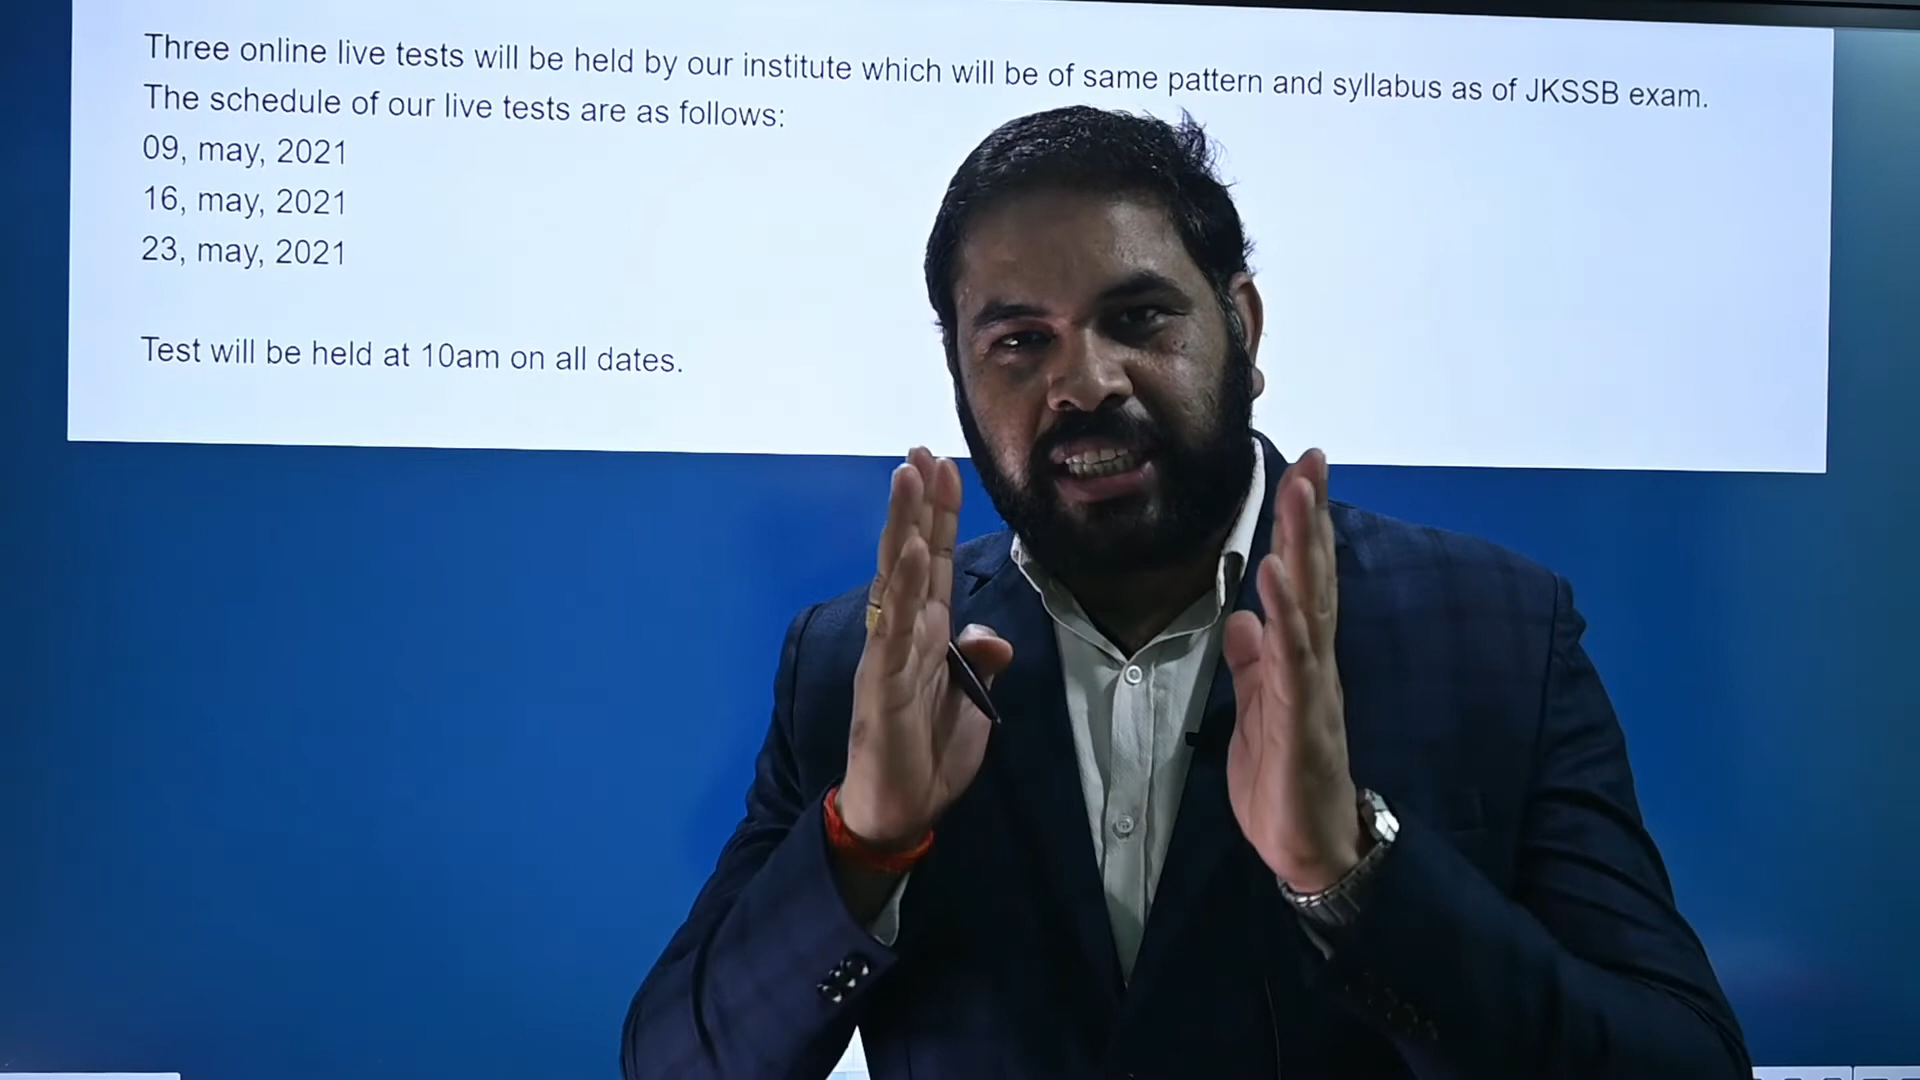 Three online live tests will be held by our institute which will be of same pattern and syllabus as of JKSSB exam.
The schedule of our live tests are as follows:
09, may, 2021
16, may, 2021
23, may, 2021
Test will be held at 10am on all dates.